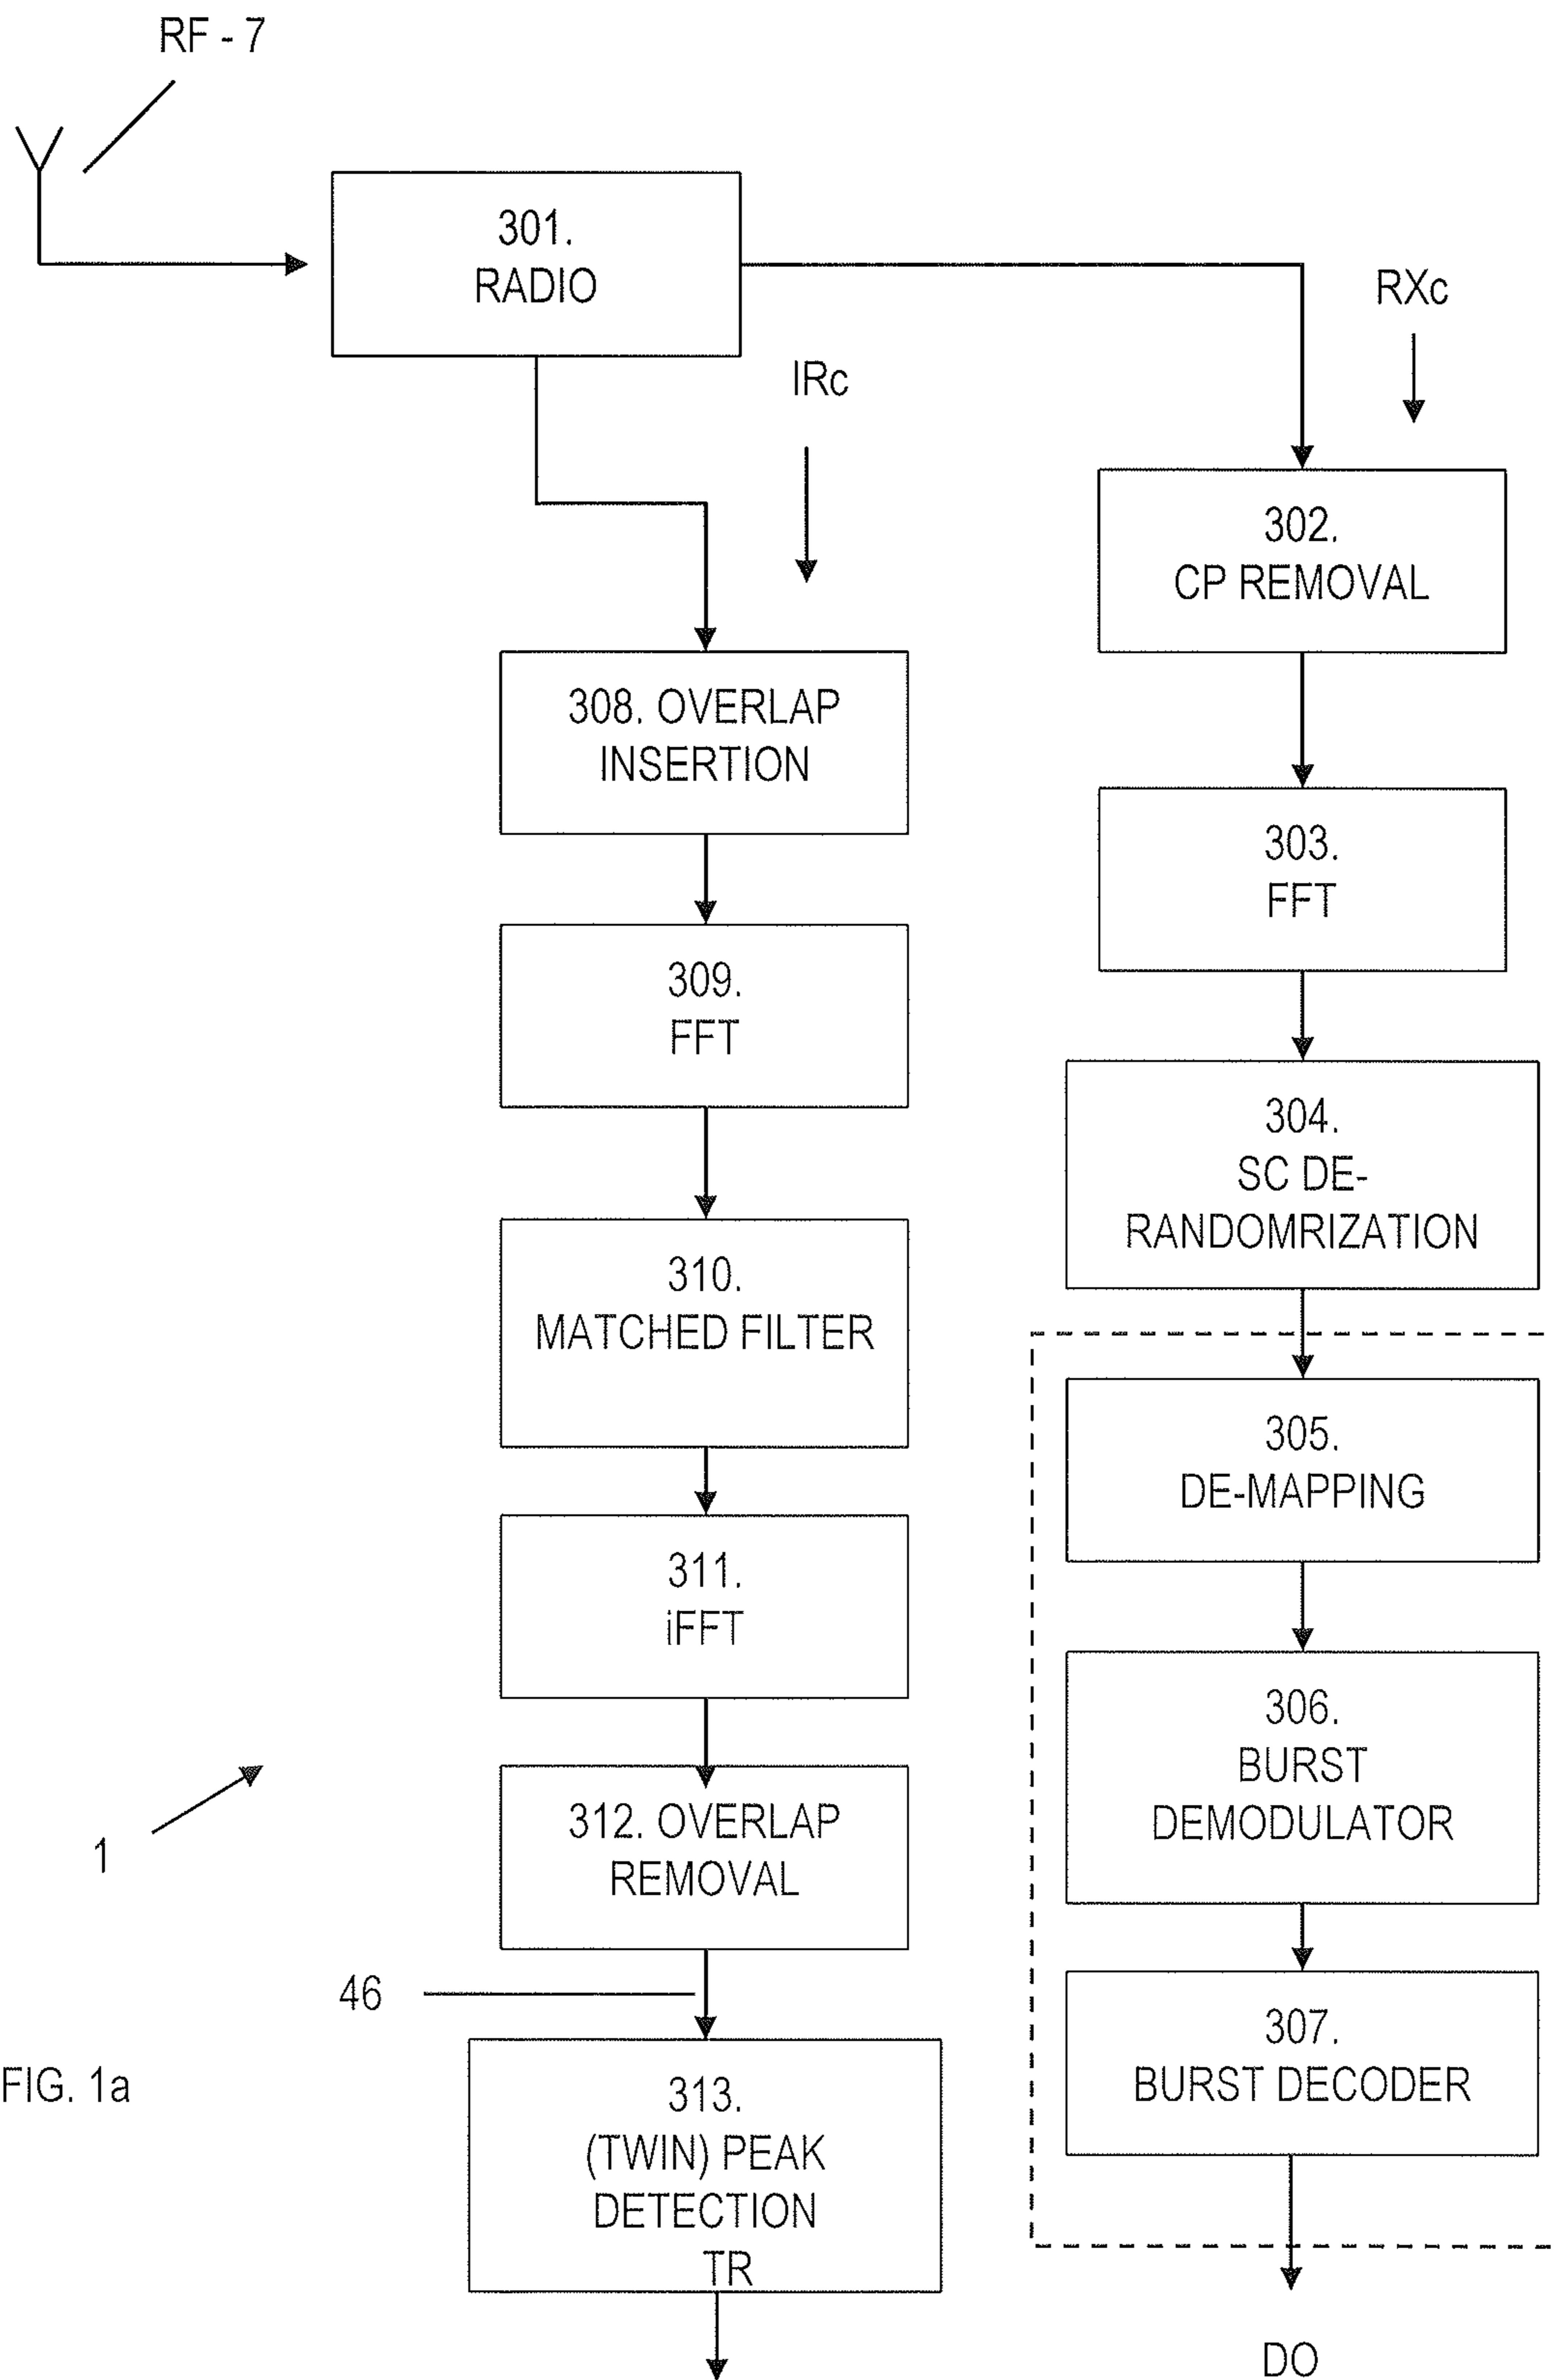 RF - 7
301.
RADIO
RXc
IRc
302.
CP REMOVAL
308. OVERLAP
INSERTION
303.
FFT
309.
FFT
304.
SC DE-
RANDOMRIZATION
310.
MATCHED FILTER
305.
DE-MAPPING
311.
iFFT
306.
BURST
DEMODULATOR
312. OVERLAP
REMOVAL
1
46
307.
BURST DECODER
FIG. 1a
313.
(TWIN) PEAK
DETECTION
TR
DO